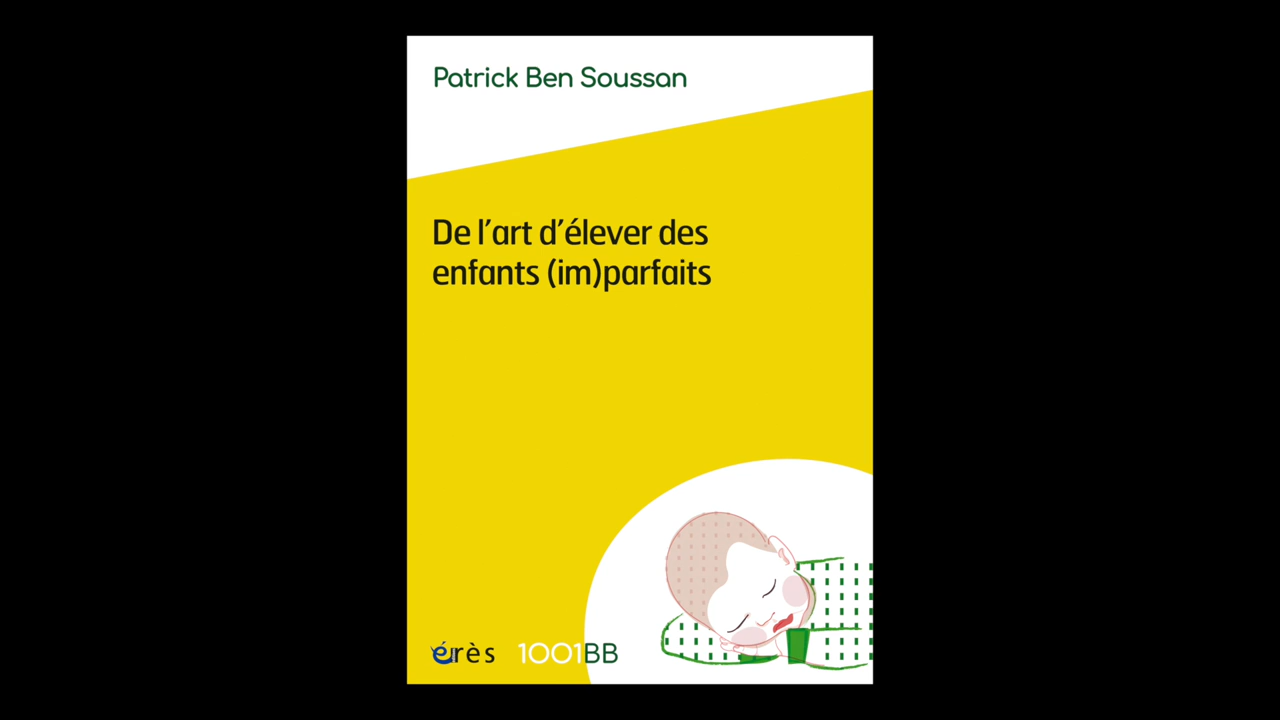 Patrick Ben Soussan
De l’art d’élever des
enfants (im)parfaits
érès 1001BB